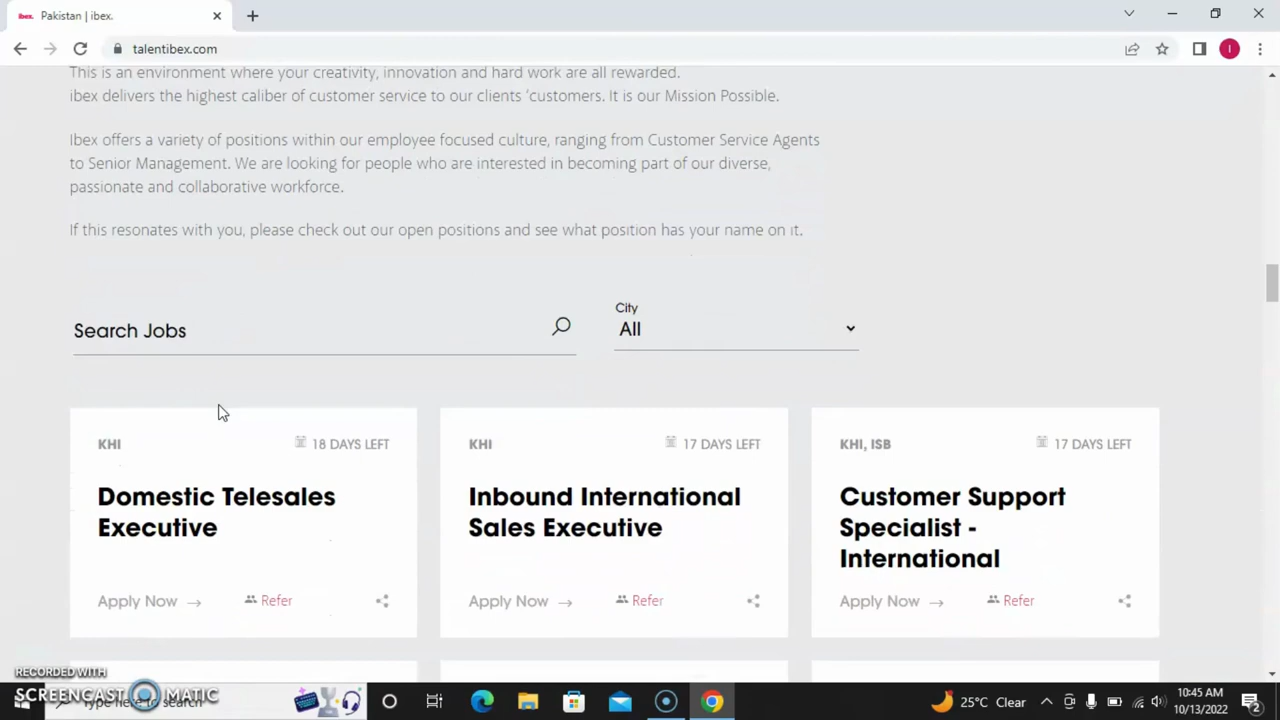 ibex. Pakistan | ibex.
talentibex.com
This is an environment where your creativity, innovation and hard work are all rewarded.
ibex delivers the highest caliber of customer service to our clients ‘customers. It is our Mission Possible.
Ibex offers a variety of positions within our employee focused culture, ranging from Customer Service Agents
to Senior Management. We are looking for people who are interested in becoming part of our diverse,
passionate and collaborative workforce.
If this resonates with you, please check out our open positions and see what position has your name on it.
City
Search Jobs
All
KHI 18 DAYS LEFT
Domestic Telesales
Executive
Apply Now → Refer
KHI 17 DAYS LEFT
Inbound International
Sales Executive
Apply Now → Refer
KHI, ISB 17 DAYS LEFT
Customer Support
Specialist -
International
Apply Now → Refer
RECORDED WITH
SCREENCAST MATIC
Type here to search
25°C Clear
10:45 AM
10/13/2022
2
I